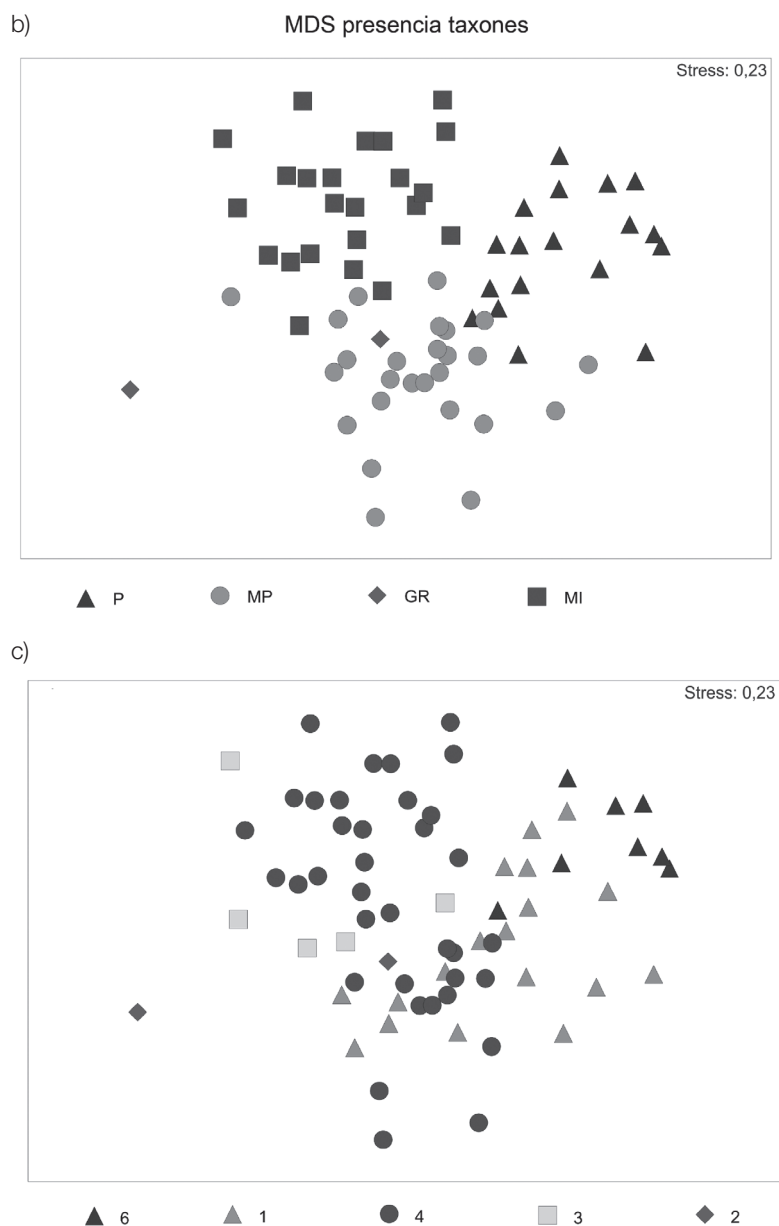 b)
MDS presencia taxones
Stress: 0,23
P MP GR MI
c)
Stress: 0,23
6 1 4 3 2